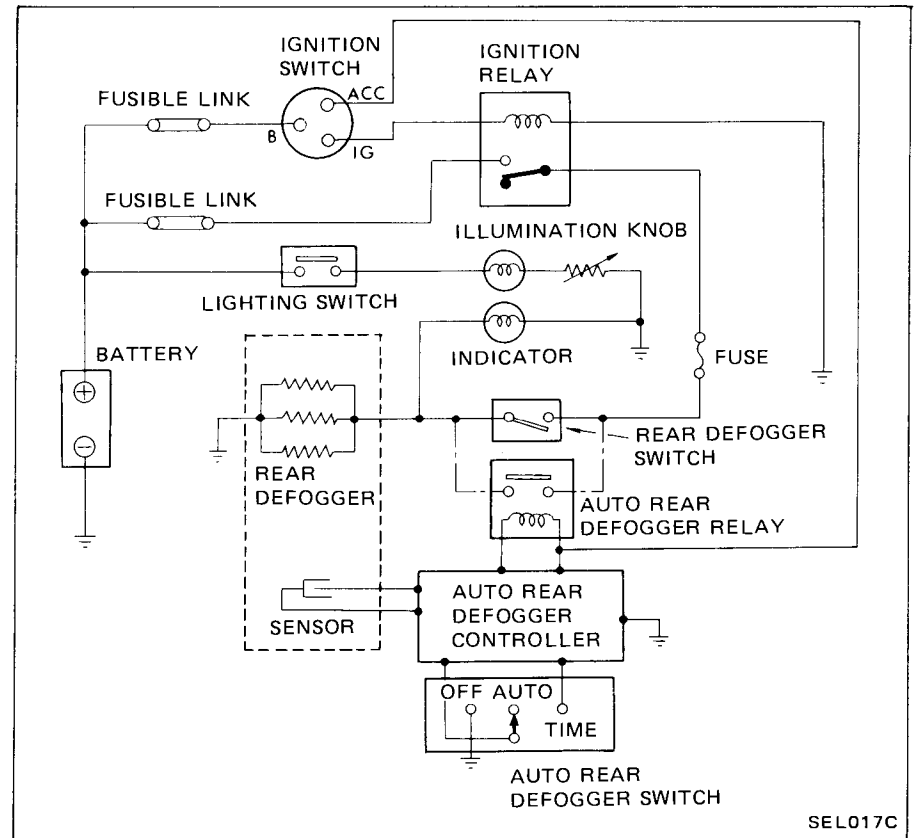 IGNITION
SWITCH
IGNITION
RELAY
ACC
FUSIBLE LINK
B
IG
FUSIBLE LINK
ILLUMINATION KNOB
LIGHTING SWITCH
BATTERY
INDICATOR
FUSE
REAR
DEFOGGER
REAR DEFOGGER
SWITCH
AUTO REAR
DEFOGGER RELAY
AUTO REAR
DEFOGGER
CONTROLLER
SENSOR
OFF AUTO
TIME
AUTO REAR
DEFOGGER SWITCH
SEL017C